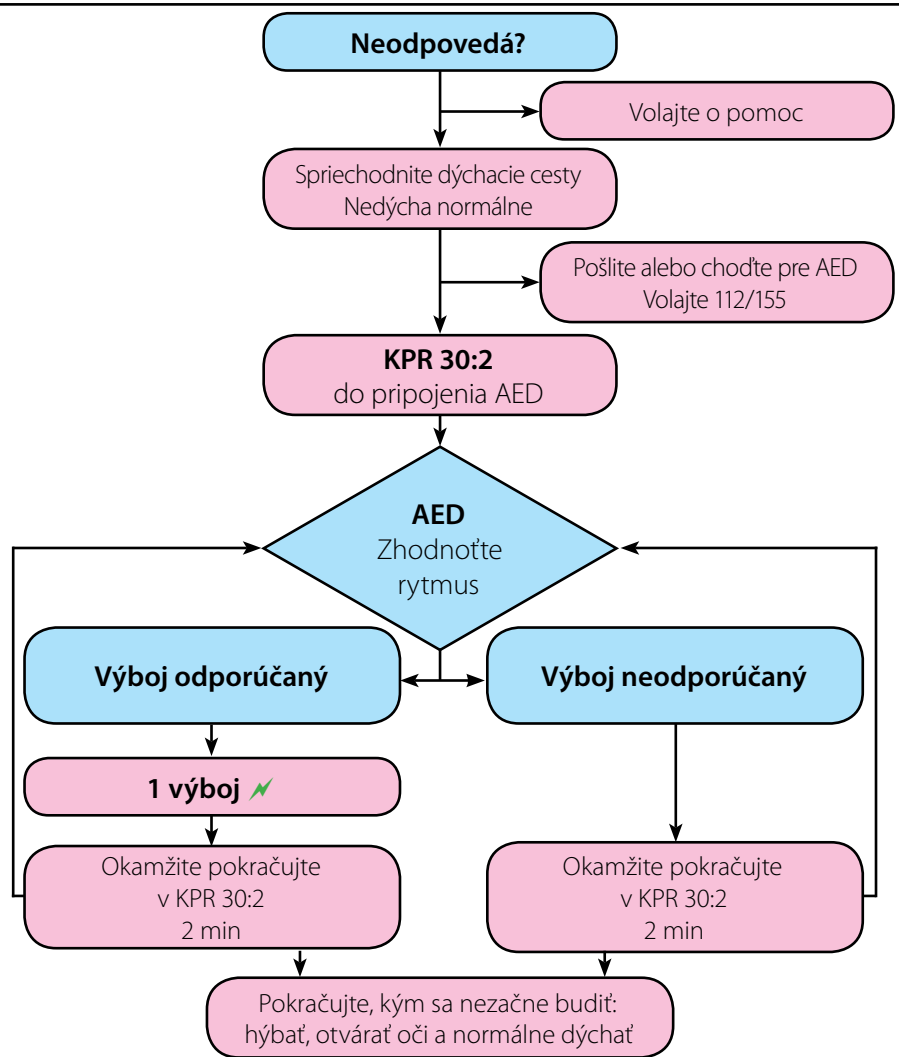 Neodpovedá?
Volajte o pomoc
Spriechodnite dýchacie cesty
Nedýcha normálne
Pošlite alebo choďte pre AED
Volajte 112/155
KPR 30:2
do pripojenia AED
AED
Zhodnoťte
rytmus
Výboj odporúčaný
Výboj neodporúčaný
1 výboj
Okamžite pokračujte
v KPR 30:2
2 min
Okamžite pokračujte
v KPR 30:2
2 min
Pokračujte, kým sa nezačne budiť:
hýbať, otvárať oči a normálne dýchať